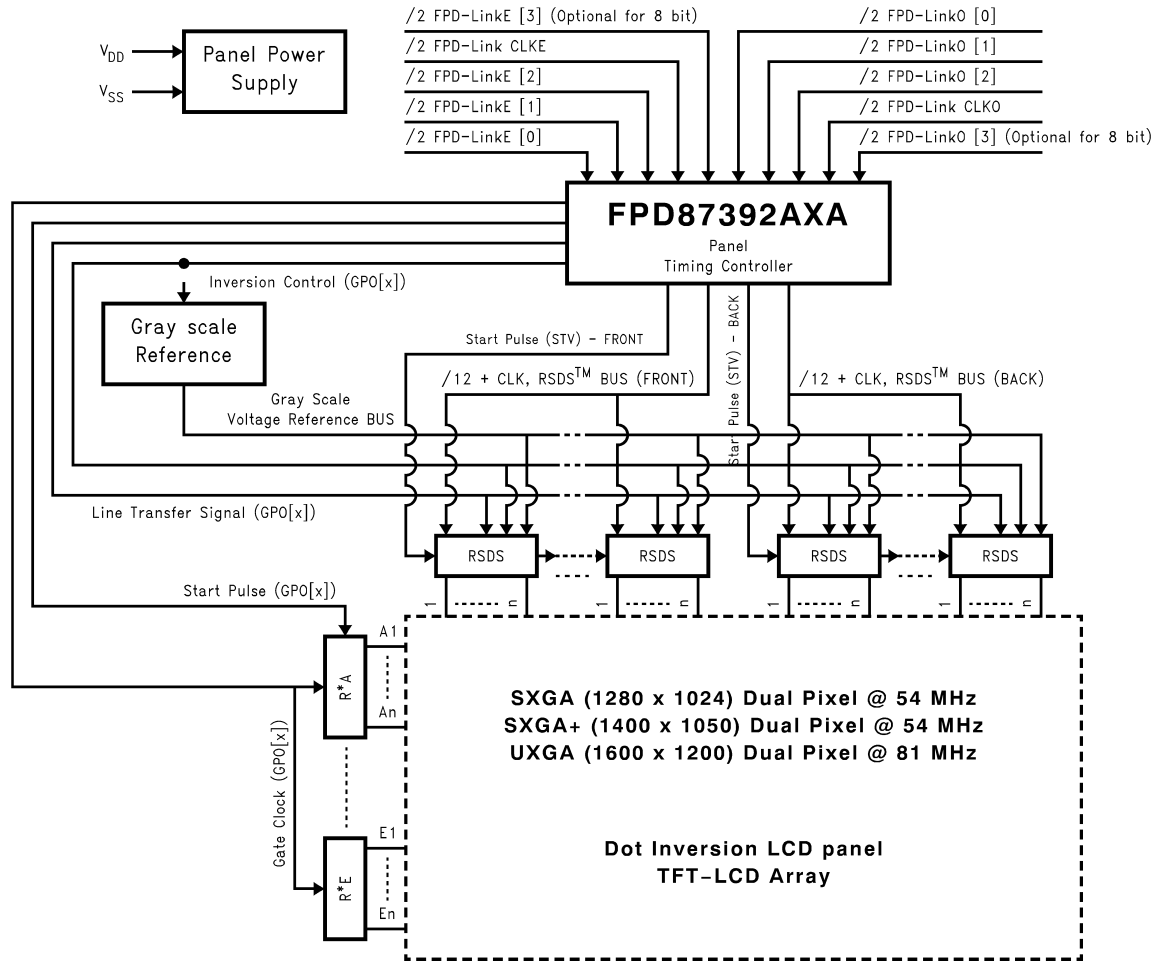 /2 FPD-LinkE [3] (Optional for 8 bit)
/2 FPD-Link CLKE
/2 FPD-LinkE [2]
/2 FPD-LinkE [1]
/2 FPD-LinkE [0]
/2 FPD-LinkO [0]
/2 FPD-LinkO [1]
/2 FPD-LinkO [2]
/2 FPD-Link CLKO
/2 FPD-LinkO [3] (Optional for 8 bit)
VDD
VSS
Panel Power
Supply
FPD87392AXA
Panel
Timing Controller
Inversion Control (GPO[x])
Gray scale
Reference
Start Pulse (STV) - FRONT
Start Pulse (STV) - BACK
/12 + CLK, RSDS™ BUS (FRONT)
/12 + CLK, RSDS™ BUS (BACK)
Gray Scale
Voltage Reference BUS
Line Transfer Signal (GPO[x])
RSDS
RSDS
RSDS
RSDS
1
n
1
n
1
n
1
n
Start Pulse (GPO[x])
R*A
A1
An
Gate Clock (GPO[x])
R*E
E1
En
SXGA (1280 x 1024) Dual Pixel @ 54 MHz
SXGA+ (1400 x 1050) Dual Pixel @ 54 MHz
UXGA (1600 x 1200) Dual Pixel @ 81 MHz
Dot Inversion LCD panel
TFT-LCD Array